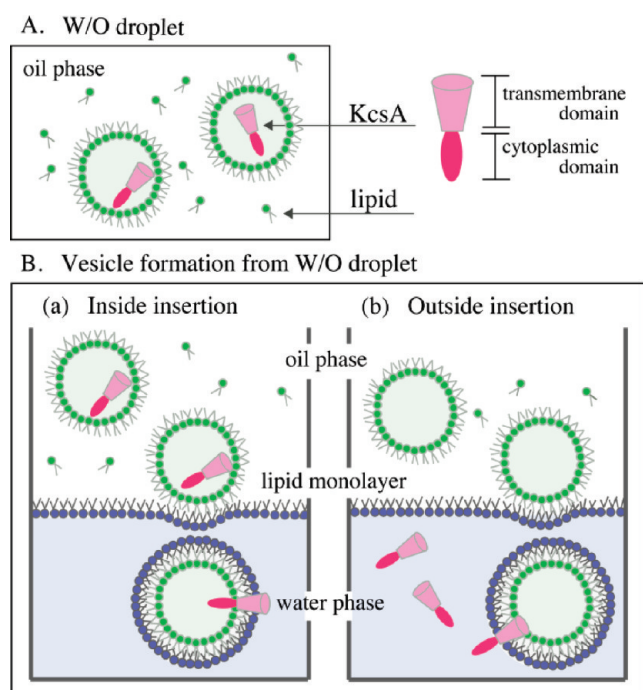 A. W/O droplet
oil phase
KcsA
lipid
transmembrane
domain
cytoplasmic
domain
B. Vesicle formation from W/O droplet
(a) Inside insertion
(b) Outside insertion
oil phase
lipid monolayer
water phase